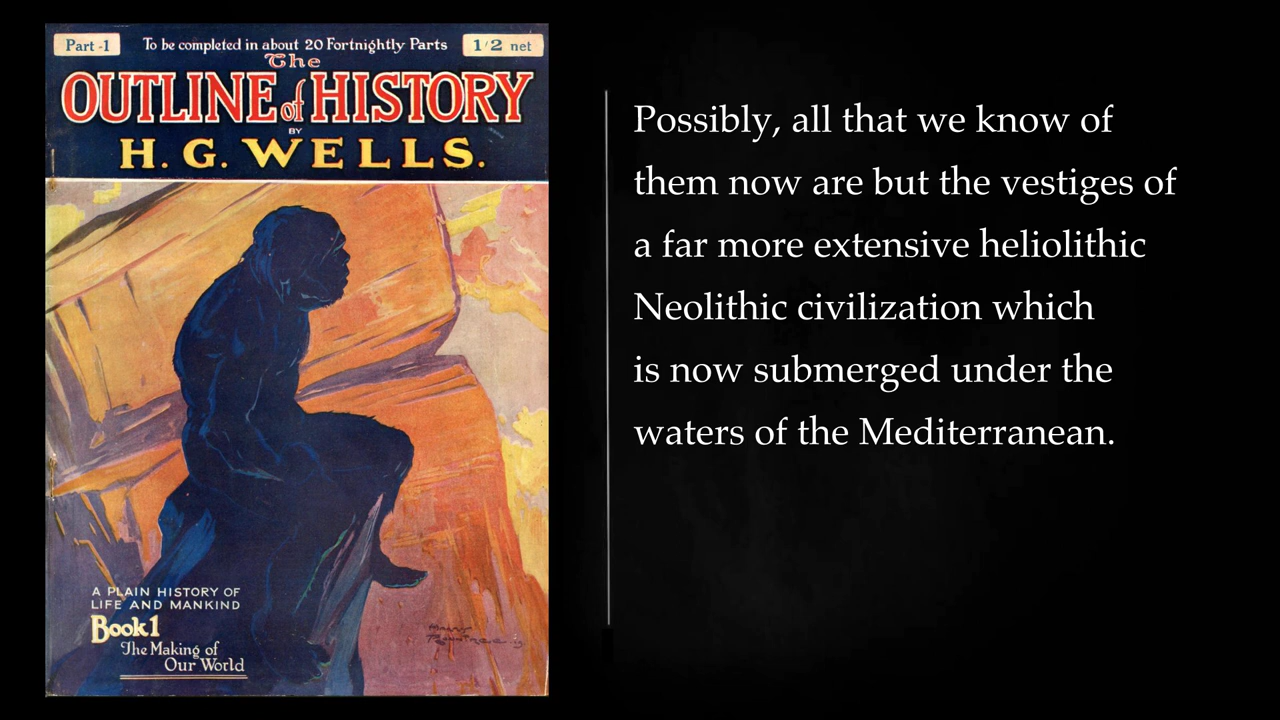 Part -1
To be completed in about 20 Fortnightly Parts
1/2 net
The
OUTLINE of HISTORY
BY
H. G. WELLS.
A PLAIN HISTORY OF
LIFE AND MANKIND
Book 1
The Making of
Our World
Possibly, all that we know of
them now are but the vestiges of
a far more extensive heliolithic
Neolithic civilization which
is now submerged under the
waters of the Mediterranean.